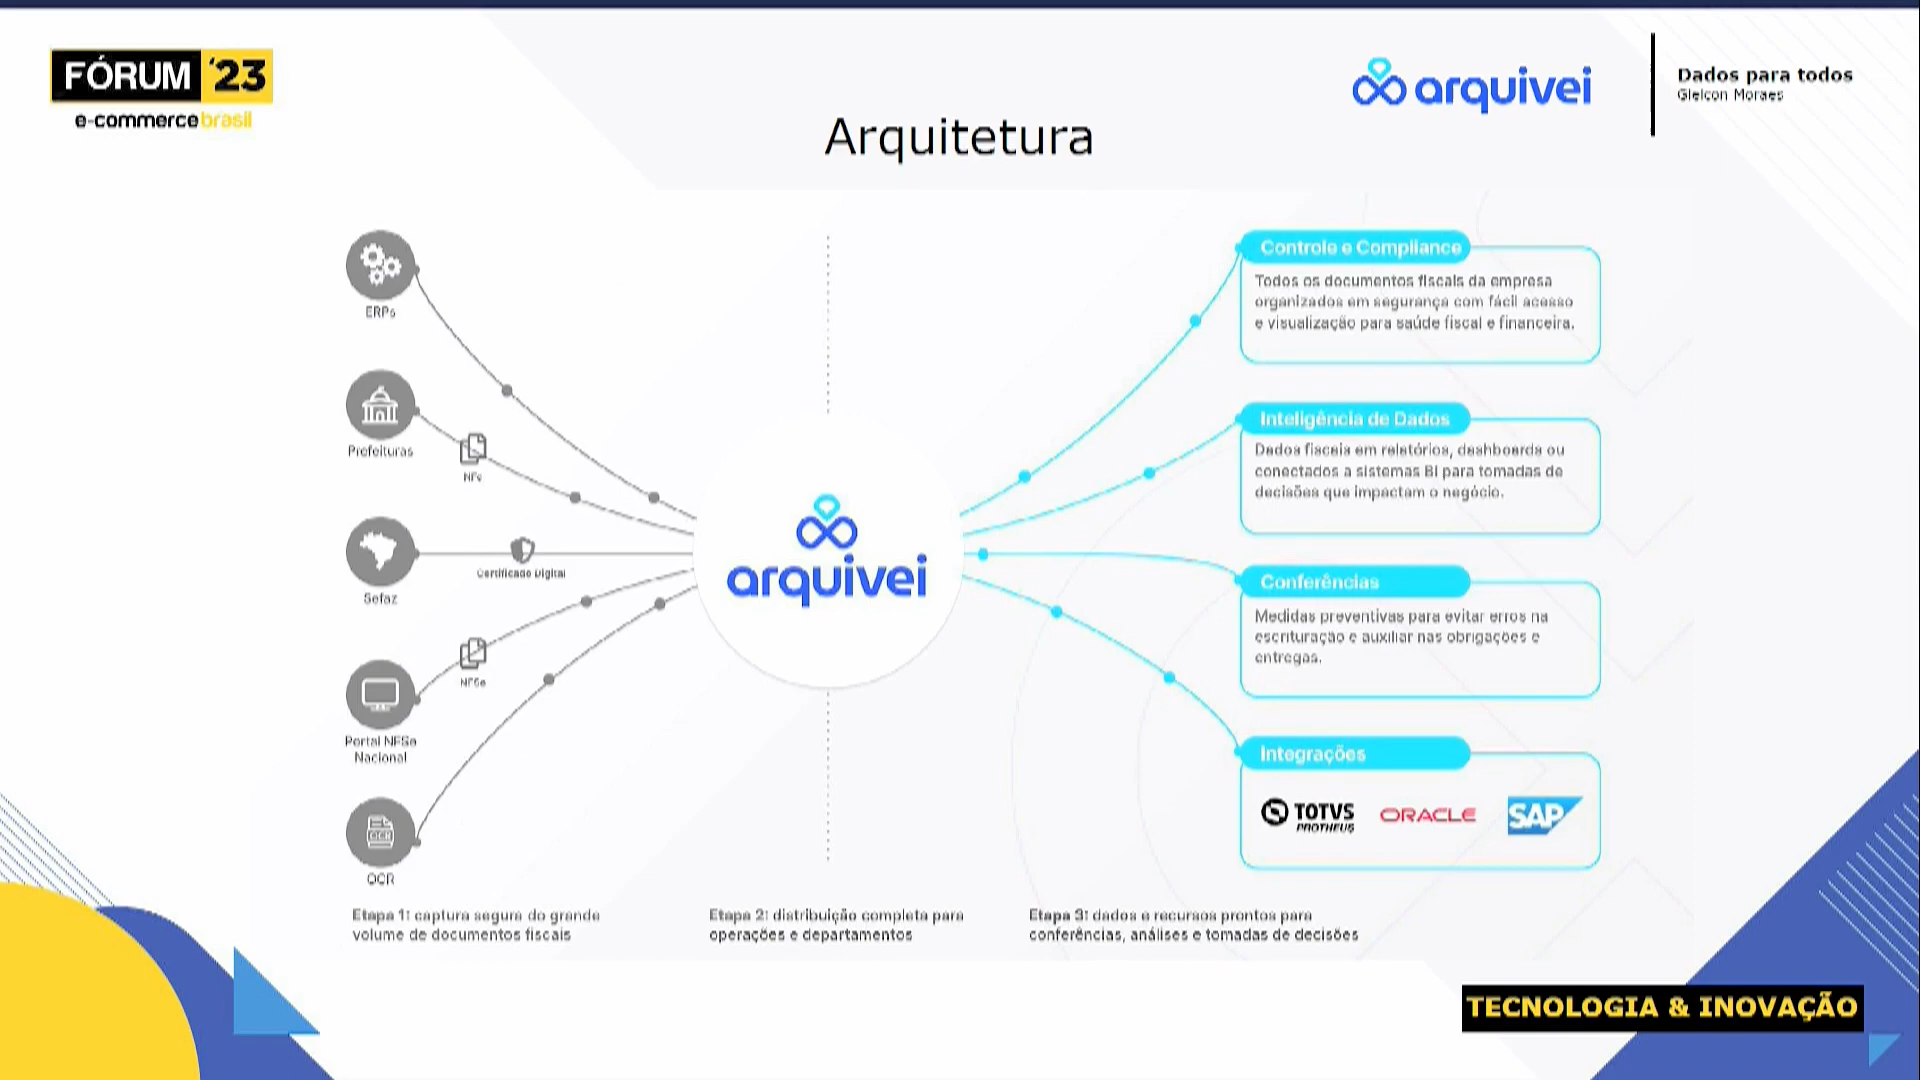 FÓRUM '23
e-commercebrasil
arquivei
Dados para todos
Gleicon Moraes
Arquitetura
ERPs
Prefeituras
NFs
Sefaz
Certificado Digital
NFSe
Portal NFSe
Nacional
OCR
OCR
arquivei
Controle e Compliance
Todos os documentos fiscais da empresa
organizados em segurança com fácil acesso
e visualização para saúde fiscal e financeira.
Inteligência de Dados
Dados fiscais em relatórios, dashboards ou
conectados a sistemas BI para tomadas de
decisões que impactam o negócio.
Conferências
Medidas preventivas para evitar erros na
escrituração e auxiliar nas obrigações e
entregas.
Integrações
TOTVS
PROTHEUS
ORACLE
SAP
Etapa 1: captura segura do grande
volume de documentos fiscais
Etapa 2: distribuição completa para
operações e departamentos
Etapa 3: dados e recursos prontos para
conferências, análises e tomadas de decisões
TECNOLOGIA & INOVAÇÃO